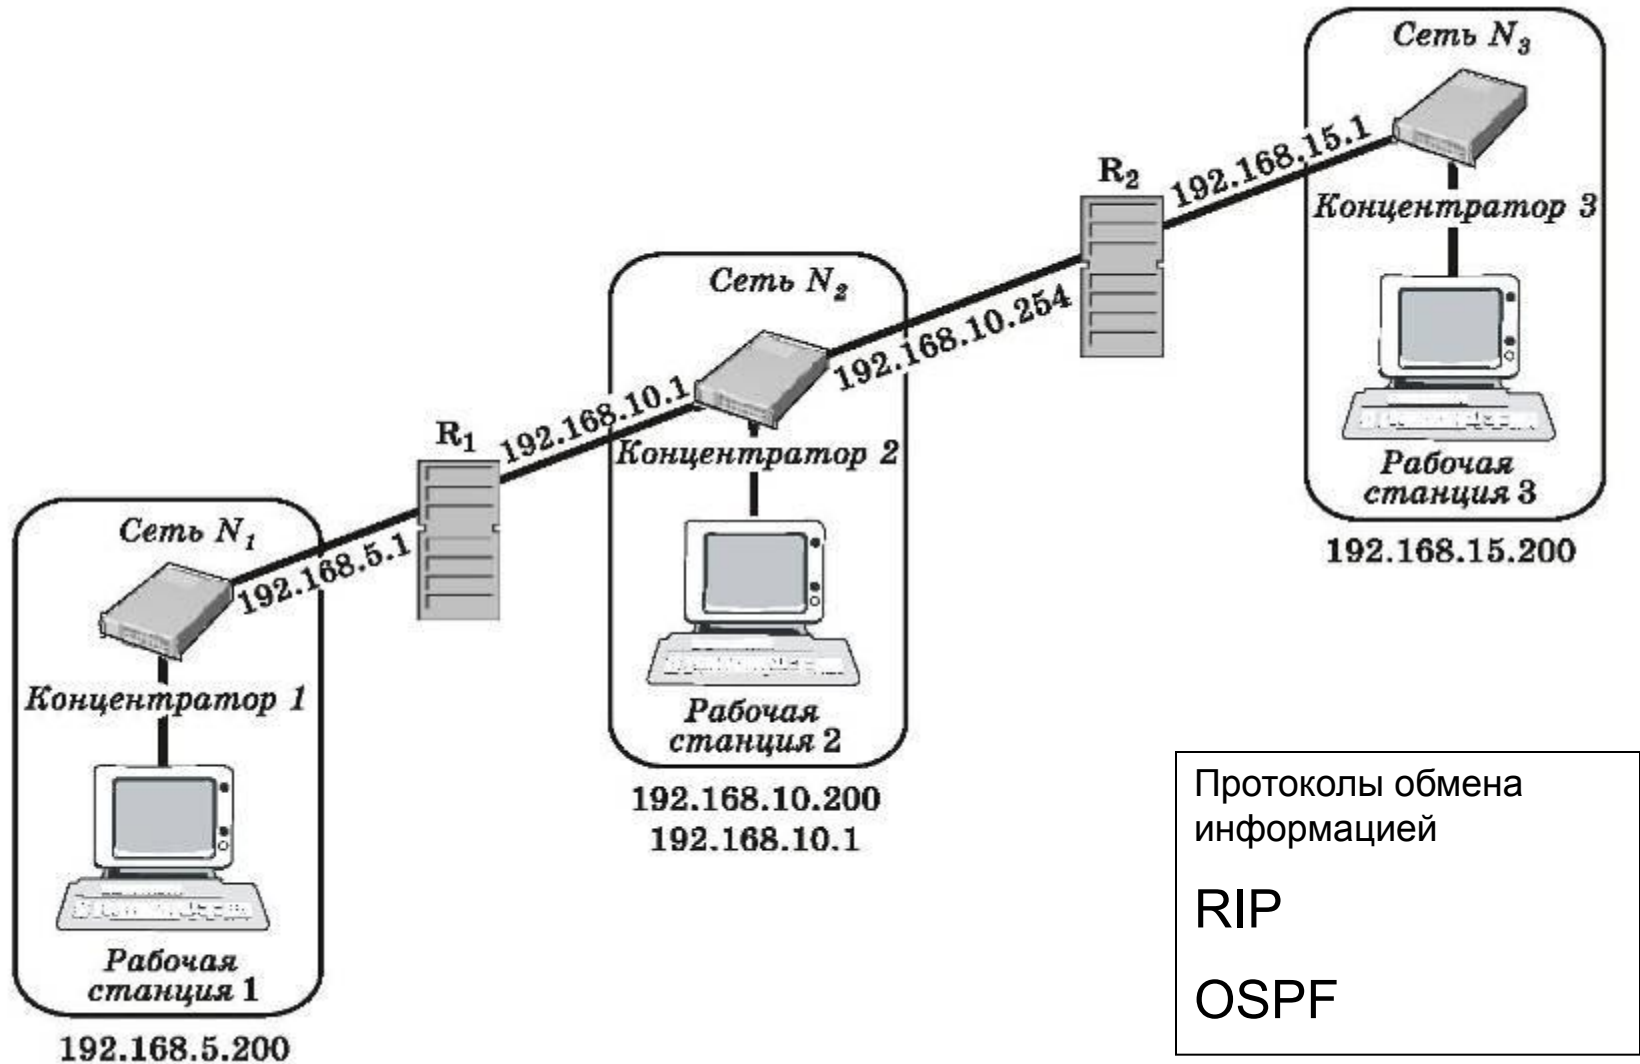 Сеть N₃
192.168.15.1
R₂
Концентратор 3
Рабочая
станция 3
192.168.15.200
Сеть N₂
192.168.10.254
192.168.10.1
R₁
Концентратор 2
Рабочая
станция 2
192.168.10.200
192.168.10.1
Сеть N₁
192.168.5.1
Концентратор 1
Рабочая
станция 1
192.168.5.200
Протоколы обмена
информацией
RIP
OSPF